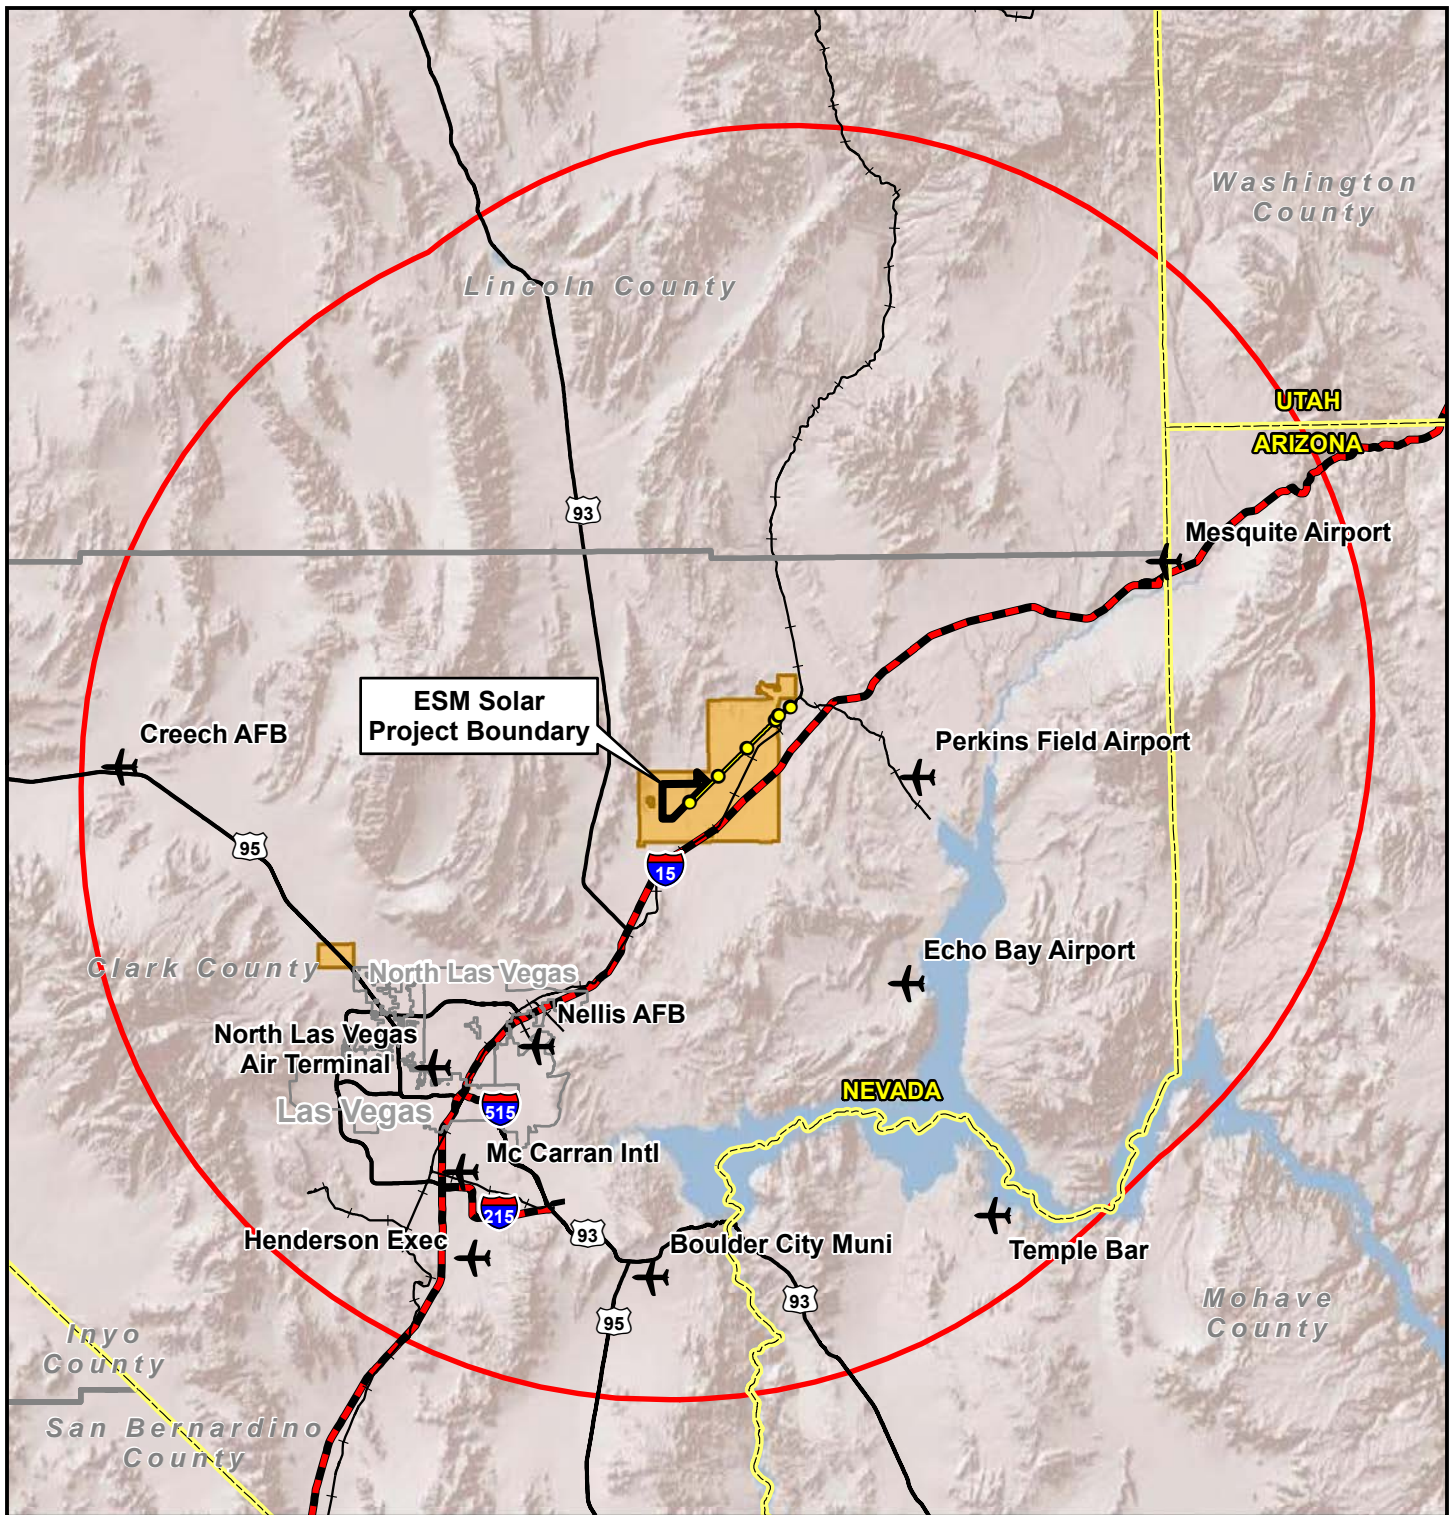 Washington
County
Lincoln County
UTAH
ARIZONA
93
Mesquite Airport
ESM Solar
Project Boundary
Creech AFB
Perkins Field Airport
95
15
Echo Bay Airport
Clark County
North Las Vegas
Nellis AFB
North Las Vegas
Air Terminal
NEVADA
Las Vegas
515
Mc Carran Intl
215
93
Henderson Exec
Boulder City Muni
Temple Bar
93
95
Mohave
County
Inyo
County
San Bernardino
County